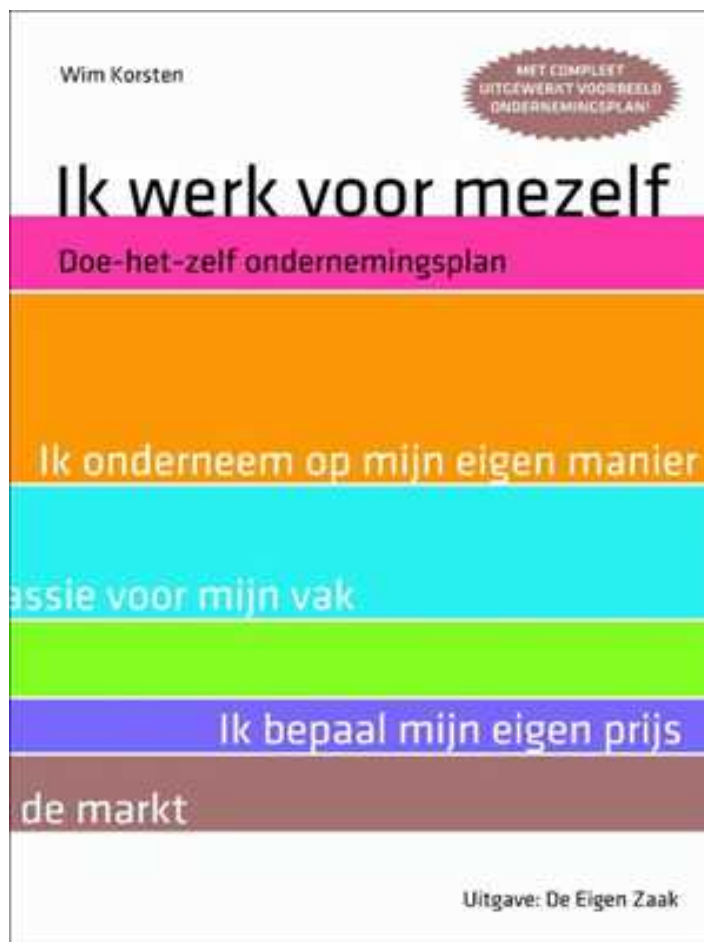 Wim Korsten
MET COMPLEET
UITGEWERKT VOORBEELD
ONDERNEMINGSPLAN!
Ik werk voor mezelf
Doe-het-zelf ondernemingsplan
Ik onderneem op mijn eigen manier
assie voor mijn vak
Ik bepaal mijn eigen prijs
de markt
Uitgave: De Eigen Zaak